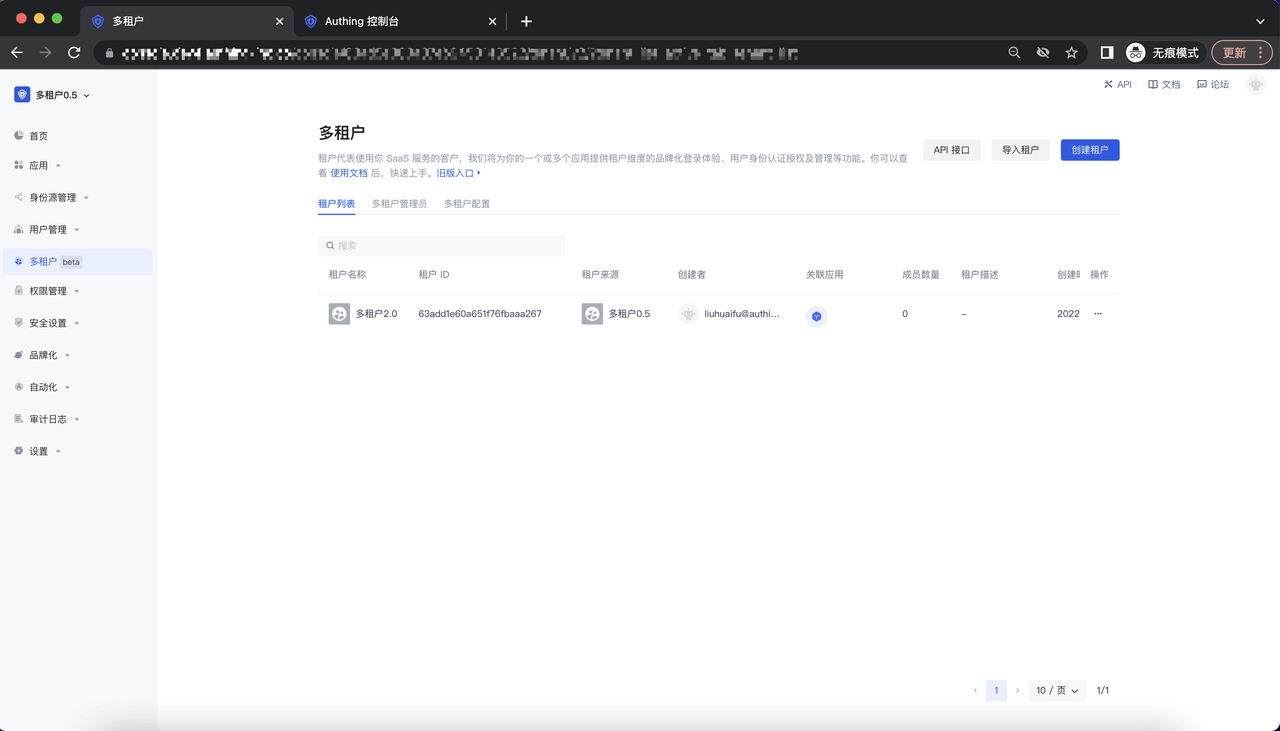 多租户
Authing 控制台
无痕模式
更新
多租户0.5
API
文档
论坛
首页
应用
身份源管理
用户管理
多租户 beta
权限管理
安全设置
品牌化
自动化
审计日志
设置
多租户
租户代表使用你 SaaS 服务的客户，我们将为你的一个或多个应用提供租户维度的品牌化登录体验、用户身份认证授权及管理等功能。你可以查
看 使用文档 后，快速上手。旧版入口
API 接口
导入租户
创建租户
租户列表 多租户管理员 多租户配置
搜索
租户名称 租户 ID 租户来源 创建者 关联应用 成员数量 租户描述 创建 操作
多租户2.0 63add1e60a651f76fbaaa267 多租户0.5 liuhuaifu@authi... 0 – 2022 ···
1 10 / 页 1/1